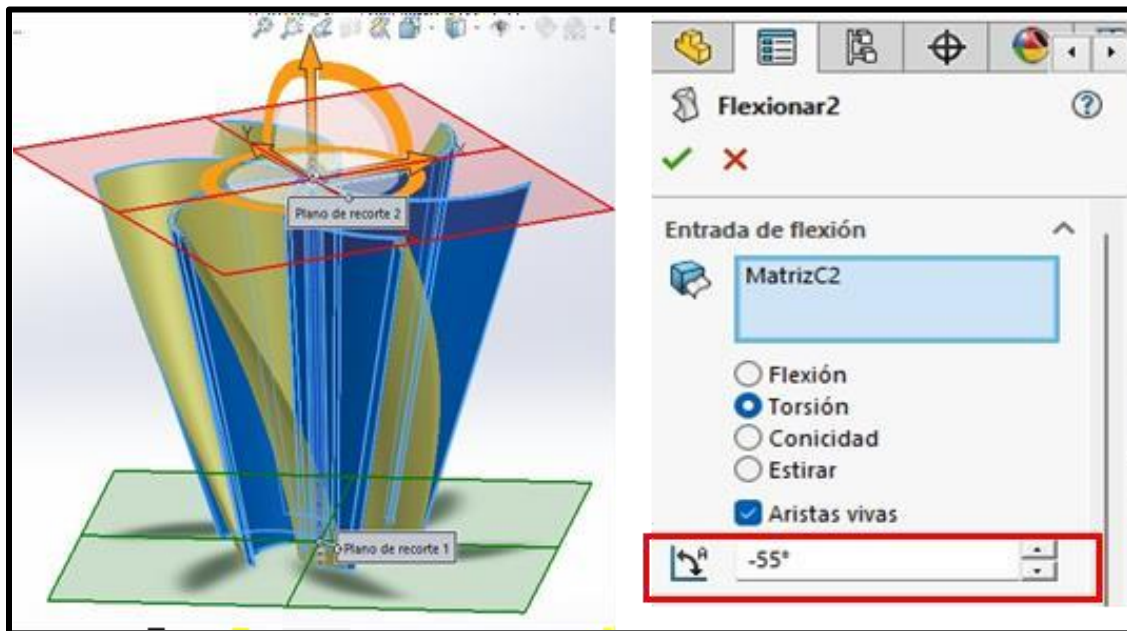 Plano de recorte 2
Plano de recorte 1
Flexionar2
Entrada de flexión
MatrizC2
Flexión
Torsión
Conicidad
Estirar
Aristas vivas
-55°